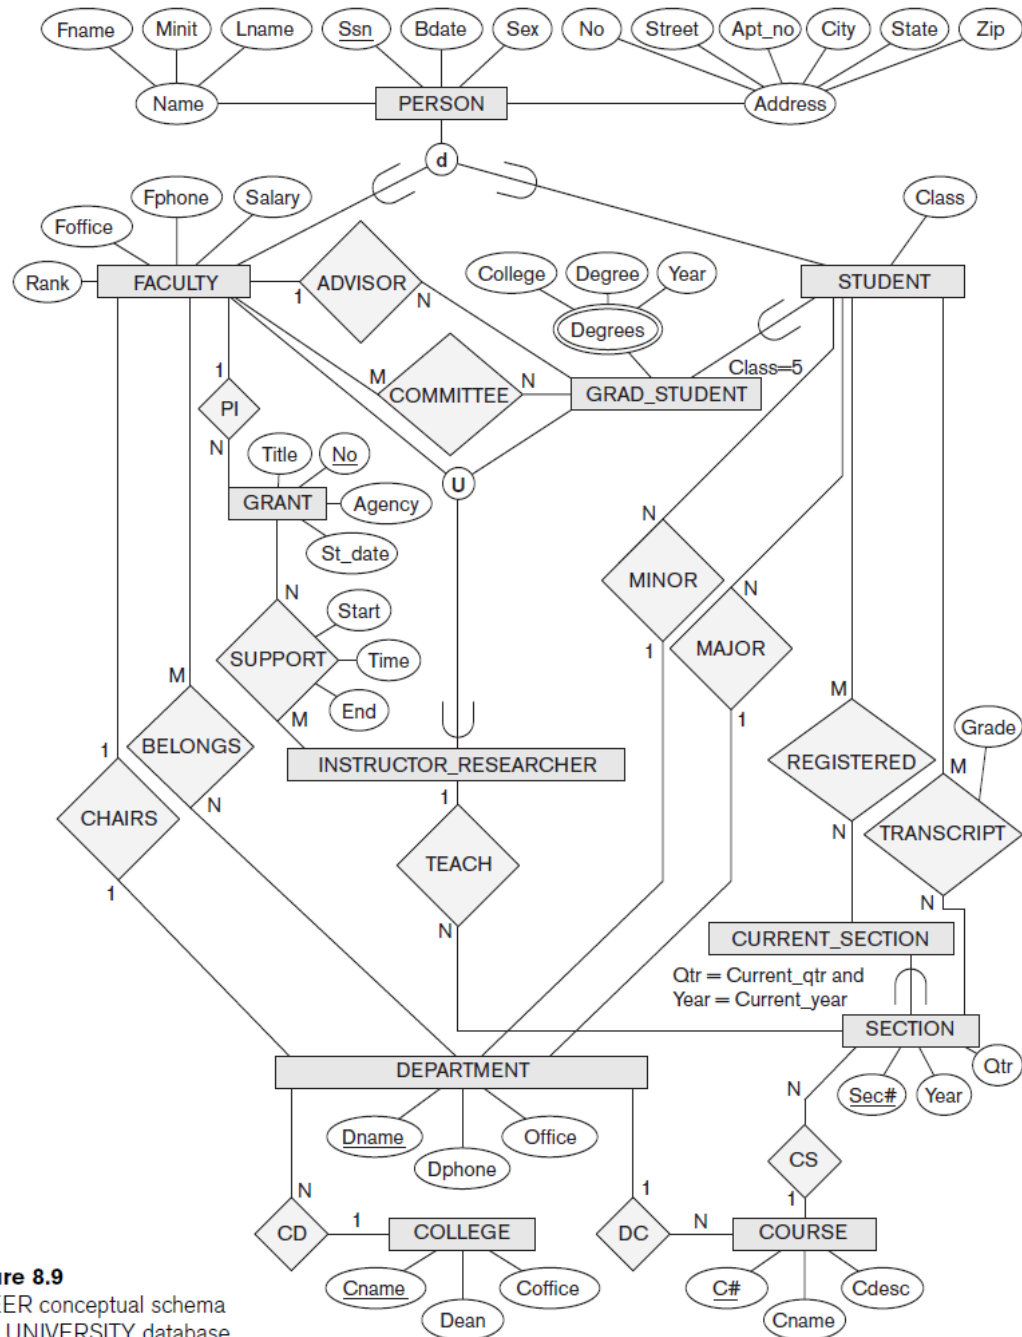 Fname Minit Lname Ssn Bdate Sex No Street Apt_no City State Zip
Name PERSON Address
d
Fphone Salary Class
Foffice
Rank FACULTY 1 ADVISOR N College Degree Year STUDENT
Degrees
Class=5
1 M COMMITTEE N GRAD_STUDENT
PI
N Title No U
GRANT Agency
N
St_date
MINOR N
N Start
SUPPORT Time 1 MAJOR
M End M
M 1 Grade
1 BELONGS INSTRUCTOR_RESEARCHER REGISTERED M
N 1
CHAIRS N TRANSCRIPT
TEACH
1 N
N CURRENT_SECTION
Qtr = Current_qtr and
Year = Current_year
SECTION
DEPARTMENT Qtr
N Sec# Year
Dname Office
Dphone CS
N 1 1
CD 1 COLLEGE DC N COURSE
Cname Coffice C# Cdesc
Dean Cname
ure 8.9
ER conceptual schema
UNIVERSITY database